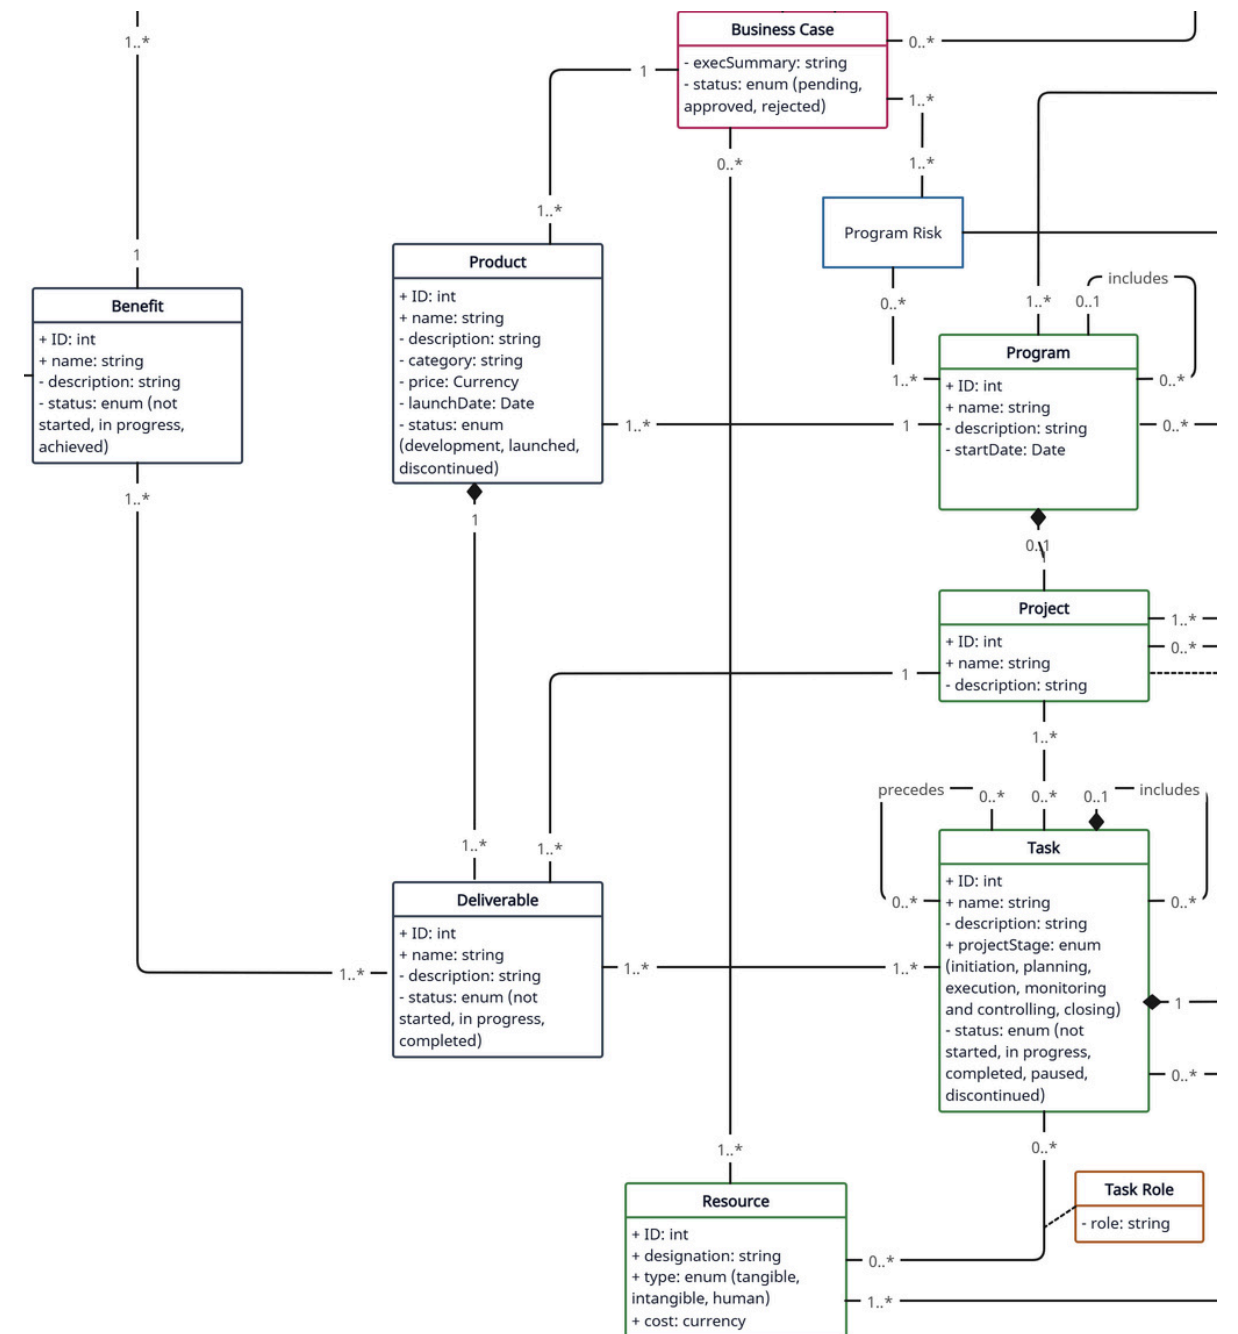 1..*
Business Case
- execSummary: string
- status: enum (pending,
approved, rejected)
0..*
1
1..*
0..*
1..*
1..*
Program Risk
1
Product
+ ID: int
+ name: string
- description: string
- category: string
- price: Currency
- launchDate: Date
- status: enum
(development, launched,
discontinued)
includes
0..*
1..*
0..1
Benefit
+ ID: int
+ name: string
- description: string
- status: enum (not
started, in progress,
achieved)
Program
+ ID: int
+ name: string
- description: string
- startDate: Date
1..*
0..*
1..*
1
0..*
1..*
1
0..1
Project
+ ID: int
+ name: string
- description: string
1..*
0..*
1
1..*
precedes
0..*
0..*
0..1
includes
1..*
1..*
Task
+ ID: int
+ name: string
- description: string
+ projectStage: enum
(initiation, planning,
execution, monitoring
and controlling, closing)
- status: enum (not
started, in progress,
completed, paused,
discontinued)
0..*
0..*
Deliverable
+ ID: int
+ name: string
- description: string
- status: enum (not
started, in progress,
completed)
1..*
1..*
1..*
1
0..*
1..*
0..*
Resource
+ ID: int
+ designation: string
+ type: enum (tangible,
intangible, human)
+ cost: currency
Task Role
- role: string
0..*
1..*